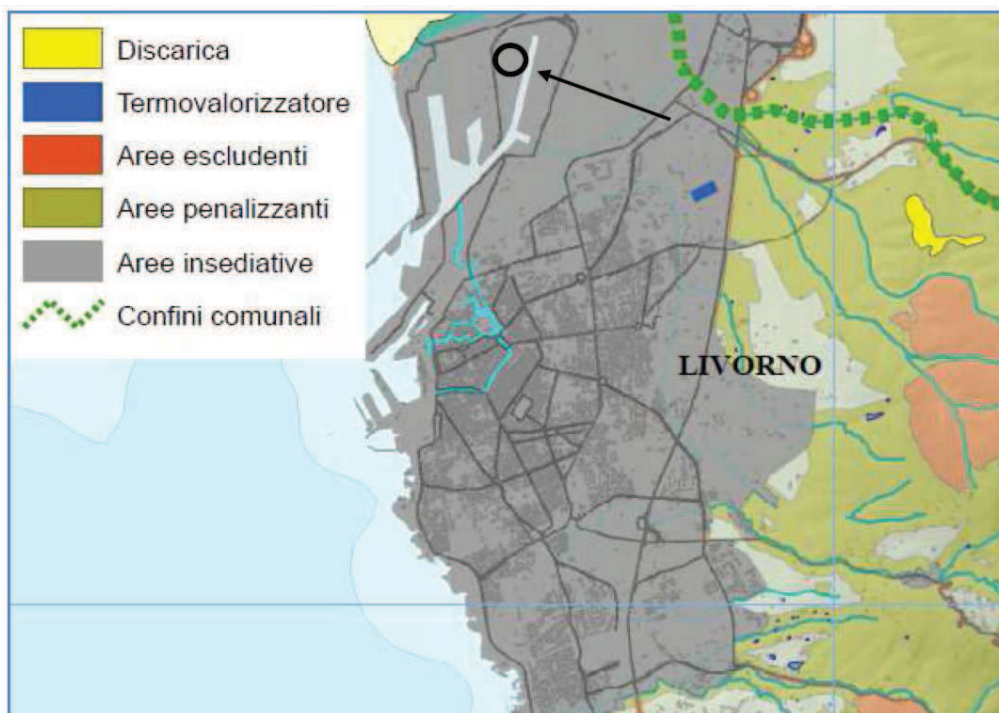 Discarica
Termovalorizzatore
Aree escludenti
Aree penalizzanti
Aree insediative
Confini comunali
LIVORNO